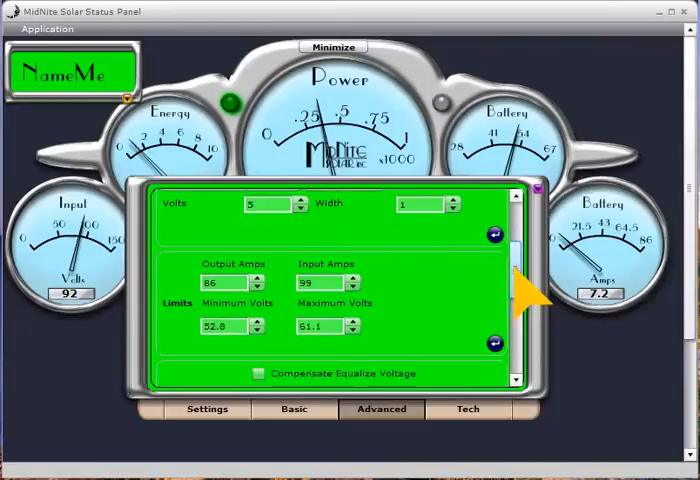 MidNite Solar Status Panel
Application
Minimize
NameMe
Power
0 .25 .5 .75 1
x1000
MidNite
SOLAR INC
Energy
0 2 4 6 8 10
Battery
28 41 54 67
Input
0 50 100 150
Volts
92
Battery
0 21.5 43 64.5 86
Amps
7.2
Volts 5 Width 1
Output Amps Input Amps
86 99
Limits Minimum Volts Maximum Volts
52.8 61.1
Compensate Equalize Voltage
Settings Basic Advanced Tech